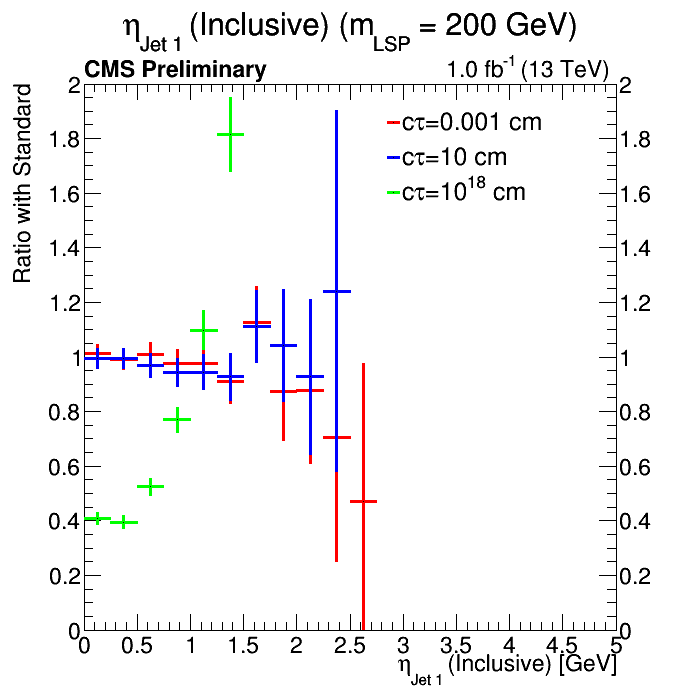 η_Jet 1 (Inclusive) (m_LSP = 200 GeV)
CMS Preliminary 1.0 fb⁻¹ (13 TeV)
Ratio with Standard
cτ=0.001 cm
cτ=10 cm
cτ=10¹⁸ cm
2 2
1.8 1.8
1.6 1.6
1.4 1.4
1.2 1.2
1 1
0.8 0.8
0.6 0.6
0.4 0.4
0.2 0.2
0 0
0 0.5 1 1.5 2 2.5 3 3.5 4 4.5 5
η_Jet 1 (Inclusive) [GeV]